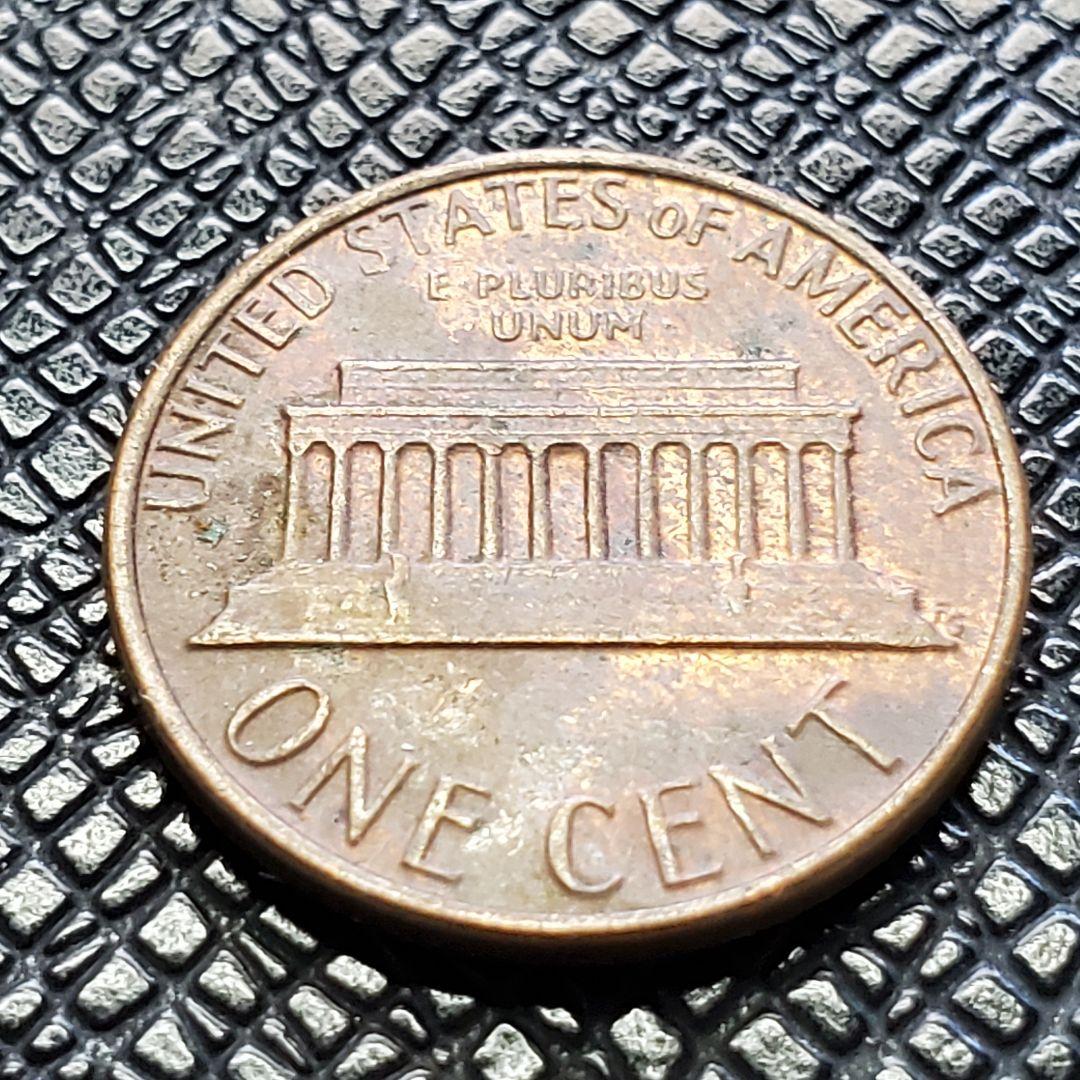 UNITED STATES OF AMERICA
E PLURIBUS
UNUM
ONE CENT